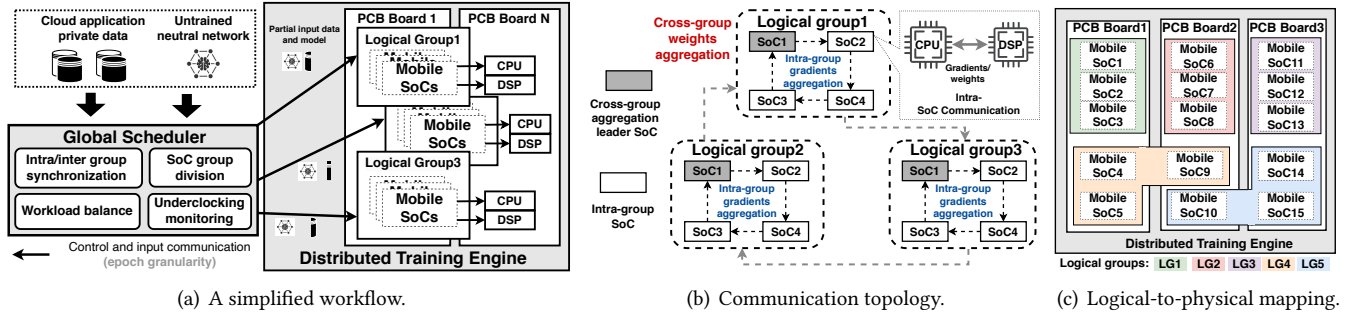 Cloud application
private data
Untrained
neutral network
Global Scheduler
Intra/inter group
synchronization
SoC group
division
Workload balance
Underclocking
monitoring
Control and input communication
(epoch granularity)
Partial input data
and model
PCB Board 1
PCB Board N
Logical Group1
Mobile
SoCs
CPU
DSP
Mobile
SoCs
CPU
DSP
Logical Group3
Mobile
SoCs
CPU
DSP
Distributed Training Engine
(a) A simplified workflow.
Cross-group
weights
aggregation
Cross-group
aggregation
leader SoC
Intra-group
SoC
Logical group1
SoC1
SoC2
Intra-group
gradients
aggregation
SoC3
SoC4
CPU
DSP
Gradients/
weights
Intra-
SoC Communication
Logical group2
SoC1
SoC2
Intra-group
gradients
aggregation
SoC3
SoC4
Logical group3
SoC1
SoC2
Intra-group
gradients
aggregation
SoC3
SoC4
(b) Communication topology.
PCB Board1
PCB Board2
PCB Board3
Mobile
SoC1
Mobile
SoC2
Mobile
SoC3
Mobile
SoC4
Mobile
SoC5
Mobile
SoC6
Mobile
SoC7
Mobile
SoC8
Mobile
SoC9
Mobile
SoC10
Mobile
SoC11
Mobile
SoC12
Mobile
SoC13
Mobile
SoC14
Mobile
SoC15
Distributed Training Engine
Logical groups: LG1 LG2 LG3 LG4 LG5
(c) Logical-to-physical mapping.